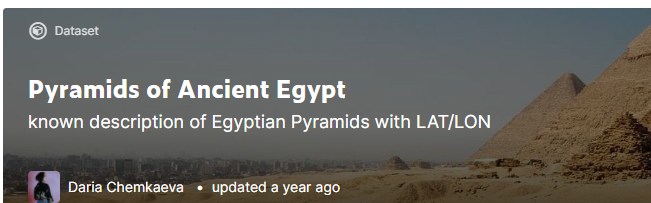 Dataset
Pyramids of Ancient Egypt
known description of Egyptian Pyramids with LAT/LON
Daria Chemkaeva • updated a year ago